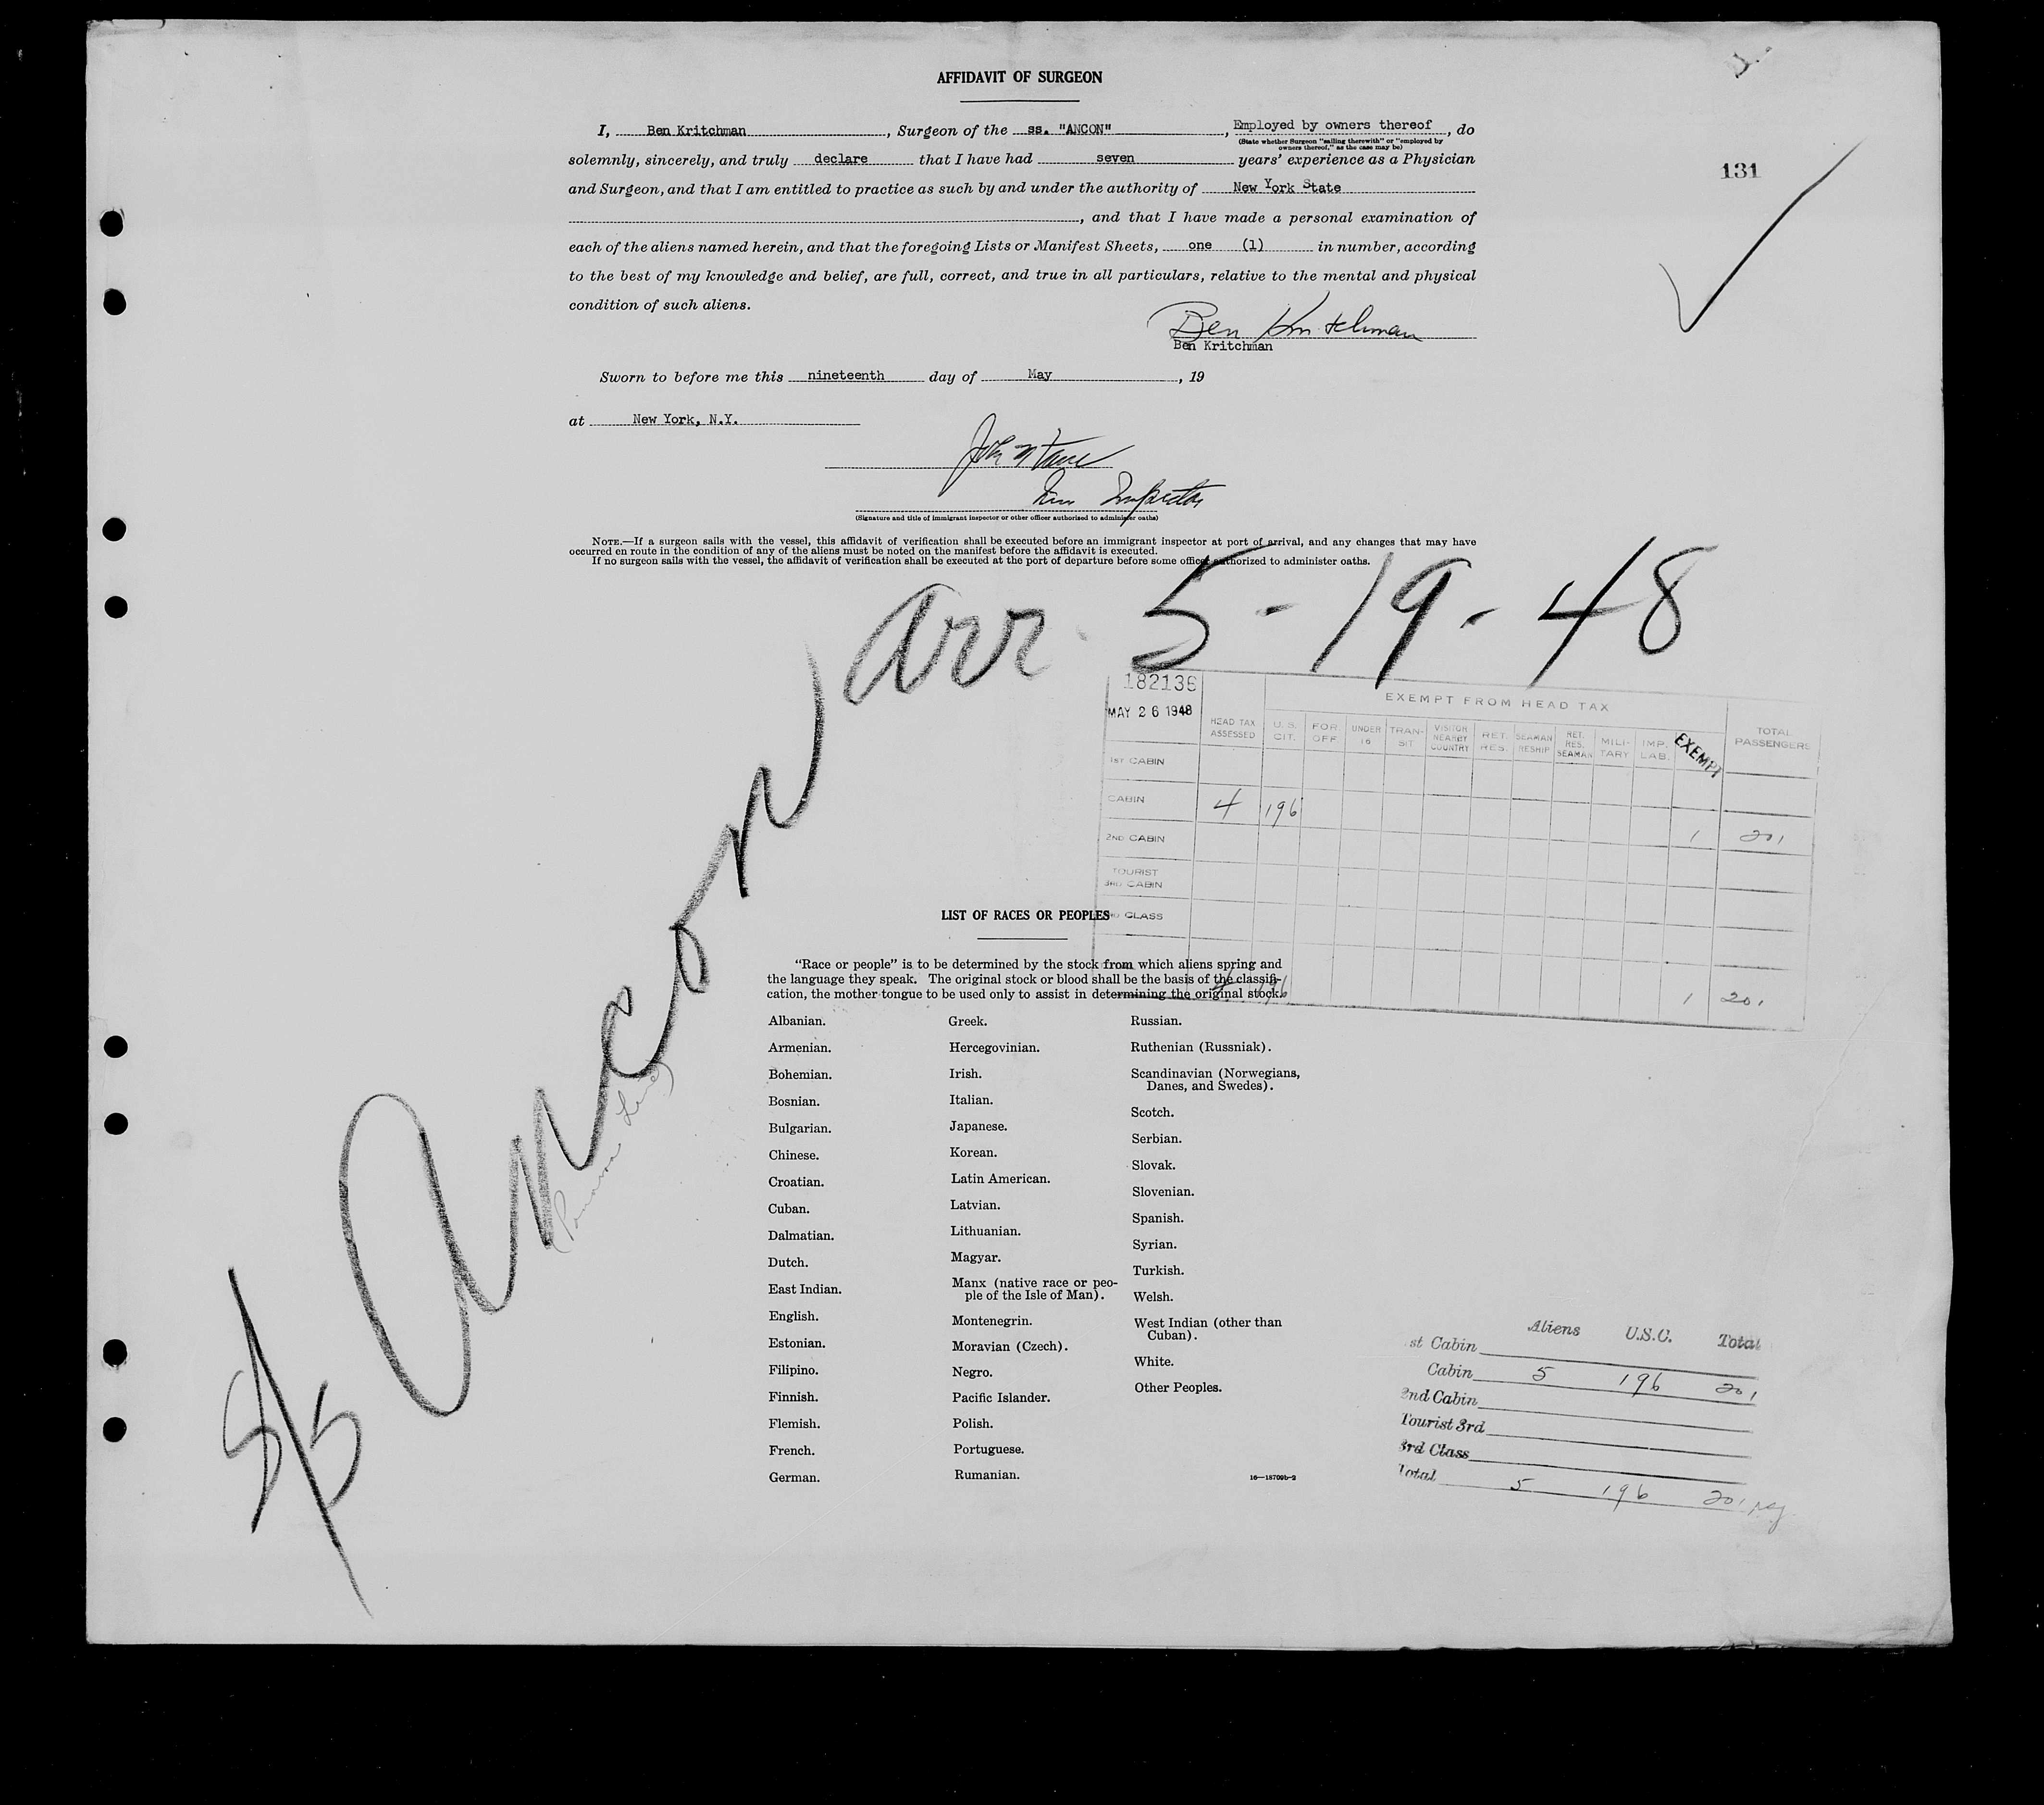 AFFIDAVIT OF SURGEON
131
I, Ben Kritchman, Surgeon of the ss. "ANCON", Employed by owners thereof, do
(State whether Surgeon "sailing therewith" or "employed by
owners thereof," as the case may be)
solemnly, sincerely, and truly declare that I have had seven years' experience as a Physician
and Surgeon, and that I am entitled to practice as such by and under the authority of New York State
, and that I have made a personal examination of
each of the aliens named herein, and that the foregoing Lists or Manifest Sheets, one (1) in number, according
to the best of my knowledge and belief, are full, correct, and true in all particulars, relative to the mental and physical
condition of such aliens.
Ben Kritchman
Ben Kritchman
Sworn to before me this nineteenth day of May, 19
at New York, N.Y.
Imm Inspector
(Signature and title of immigrant inspector or other officer authorized to administer oaths)
NOTE.—If a surgeon sails with the vessel, this affidavit of verification shall be executed before an immigrant inspector at port of arrival, and any changes that may have
occurred en route in the condition of any of the aliens must be noted on the manifest before the affidavit is executed.
If no surgeon sails with the vessel, the affidavit of verification shall be executed at the port of departure before some officer authorized to administer oaths.
S/S Ancon arr. 5-19-48
(Panama Line)
182136
MAY 26 1948
EXEMPT FROM HEAD TAX
HEAD TAX ASSESSED U. S. CIT. FOR OFF UNDER 16 TRANSIT VISITOR NEARBY COUNTRY RET. RES. SEAMAN RESHIP RET. RES. SEAMAN MILITARY IMP. LAB. EXEMPT TOTAL PASSENGERS
1ST CABIN
CABIN 4 196 1 201
2ND CABIN
TOURIST
3RD CABIN
3RD CLASS
4 196 1 201
LIST OF RACES OR PEOPLES
"Race or people" is to be determined by the stock from which aliens spring and
the language they speak. The original stock or blood shall be the basis of the classifi-
cation, the mother tongue to be used only to assist in determining the original stock.
Albanian.
Armenian.
Bohemian.
Bosnian.
Bulgarian.
Chinese.
Croatian.
Cuban.
Dalmatian.
Dutch.
East Indian.
English.
Estonian.
Filipino.
Finnish.
Flemish.
French.
German.
Greek.
Hercegovinian.
Irish.
Italian.
Japanese.
Korean.
Latin American.
Latvian.
Lithuanian.
Magyar.
Manx (native race or peo-
ple of the Isle of Man).
Montenegrin.
Moravian (Czech).
Negro.
Pacific Islander.
Polish.
Portuguese.
Rumanian.
Russian.
Ruthenian (Russniak).
Scandinavian (Norwegians,
Danes, and Swedes).
Scotch.
Serbian.
Slovak.
Slovenian.
Spanish.
Syrian.
Turkish.
Welsh.
West Indian (other than
Cuban).
White.
Other Peoples.
16—18709b-2
Aliens U.S.C. Total
st Cabin
Cabin 5 196 201
2nd Cabin
Tourist 3rd
3rd Class
Total 5 196 201